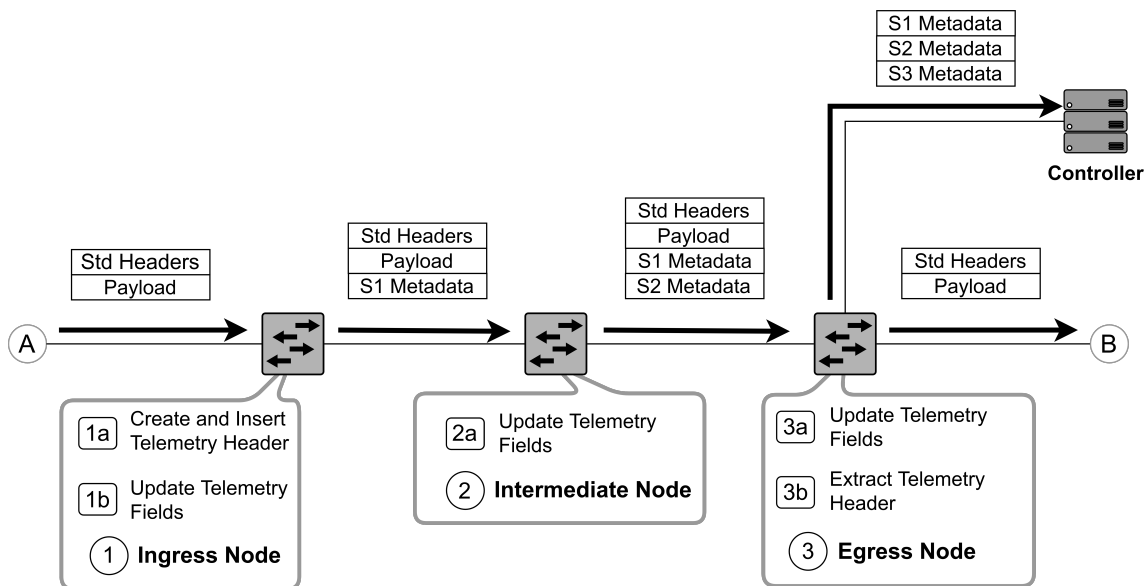 S1 Metadata
S2 Metadata
S3 Metadata
Controller
Std Headers
Payload
Std Headers
Payload
S1 Metadata
Std Headers
Payload
S1 Metadata
S2 Metadata
Std Headers
Payload
A
B
1a
Create and Insert
Telemetry Header
1b
Update Telemetry
Fields
1 Ingress Node
2a
Update Telemetry
Fields
2 Intermediate Node
3a
Update Telemetry
Fields
3b
Extract Telemetry
Header
3 Egress Node